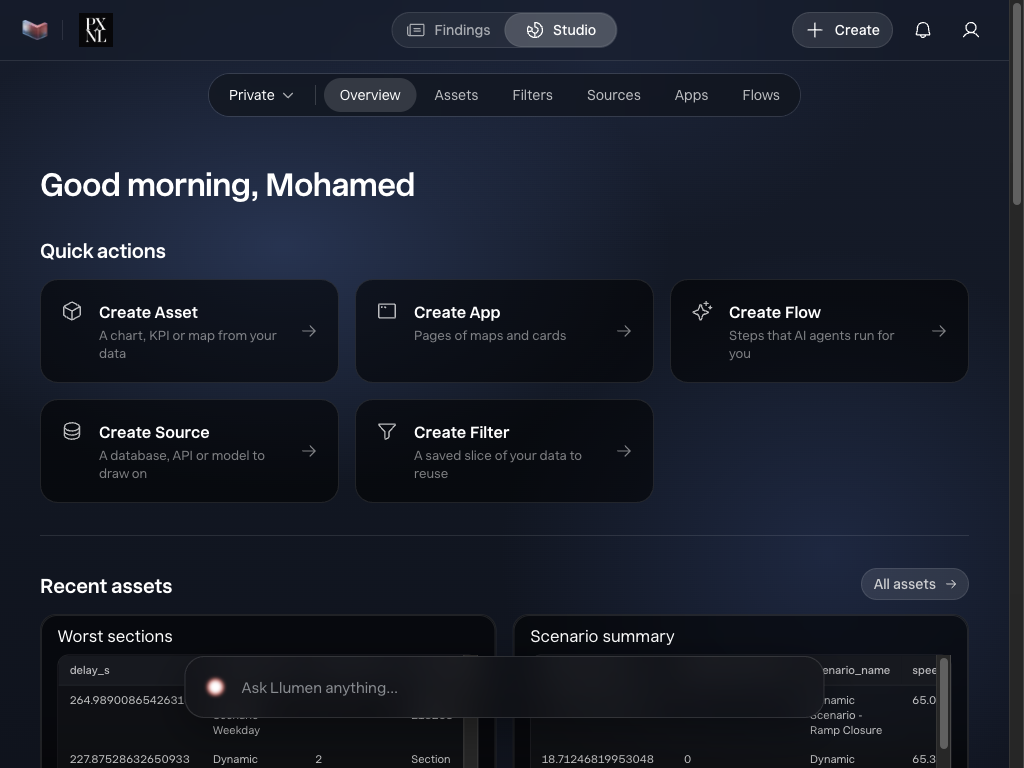 PX
NL
Findings
Studio
Create
Private
Overview
Assets
Filters
Sources
Apps
Flows
Good morning, Mohamed
Quick actions
Create Asset
A chart, KPI or map from your
data
Create App
Pages of maps and cards
Create Flow
Steps that AI agents run for
you
Create Source
A database, API or model to
draw on
Create Filter
A saved slice of your data to
reuse
Recent assets
All assets
Worst sections
delay_s
264.9890086542631
Weekday
227.87528632650933
Dynamic
2
Section
Scenario summary
enario_name
spee
namic
Scenario -
Ramp Closure
65.0
18.71246819953048
0
Dynamic
65.3
Ask Llumen anything...